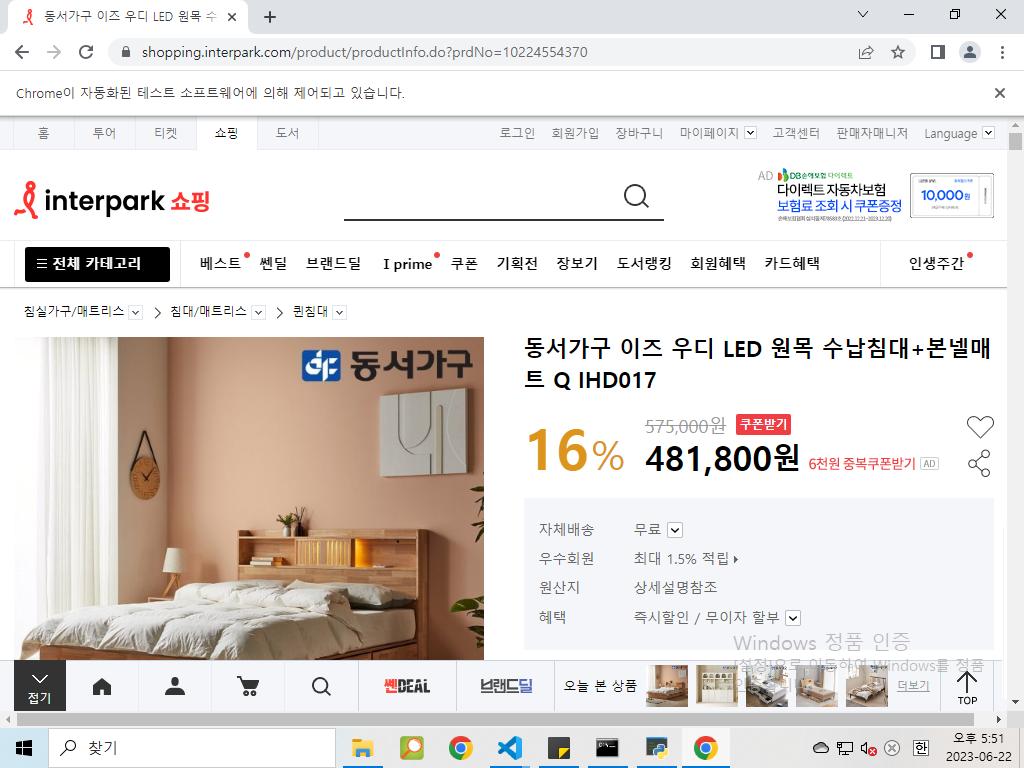 동서가구 이즈 우디 LED 원목 수
shopping.interpark.com/product/productInfo.do?prdNo=10224554370
Chrome이 자동화된 테스트 소프트웨어에 의해 제어되고 있습니다.
홈 투어 티켓 쇼핑 도서 로그인 회원가입 장바구니 마이페이지 고객센터 판매자매니저 Language
interpark 쇼핑
AD DB손해보험 다이렉트
다이렉트 자동차보험
보험료 조회 시 쿠폰증정
10,000원
전체 카테고리 베스트 쎈딜 브랜드딜 I prime 쿠폰 기획전 장보기 도서랭킹 회원혜택 카드혜택 인생주간
침실가구/매트리스 침대/매트리스 퀸침대
동서가구
동서가구 이즈 우디 LED 원목 수납침대+본넬매
트 Q IHD017
16% 575,000원 쿠폰받기
481,800원 6천원 중복쿠폰받기 AD
자체배송 무료
우수회원 최대 1.5% 적립
원산지 상세설명참조
혜택 즉시할인 / 무이자 할부
Windows 정품 인증
[설정]으로 이동하여 Windows를 정품
접기 쎈DEAL 브랜드딜 오늘 본 상품 더보기 TOP
찾기
한
오후 5:51
2023-06-22